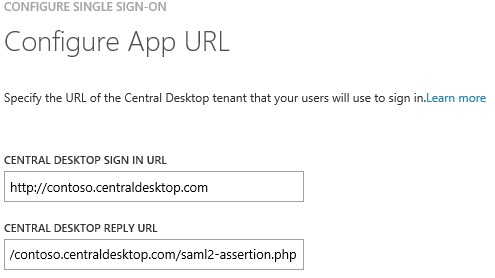 CONFIGURE SINGLE SIGN-ON
Configure App URL
Specify the URL of the Central Desktop tenant that your users will use to sign in.Learn more
CENTRAL DESKTOP SIGN IN URL
http://contoso.centraldesktop.com
CENTRAL DESKTOP REPLY URL
/contoso.centraldesktop.com/saml2-assertion.php